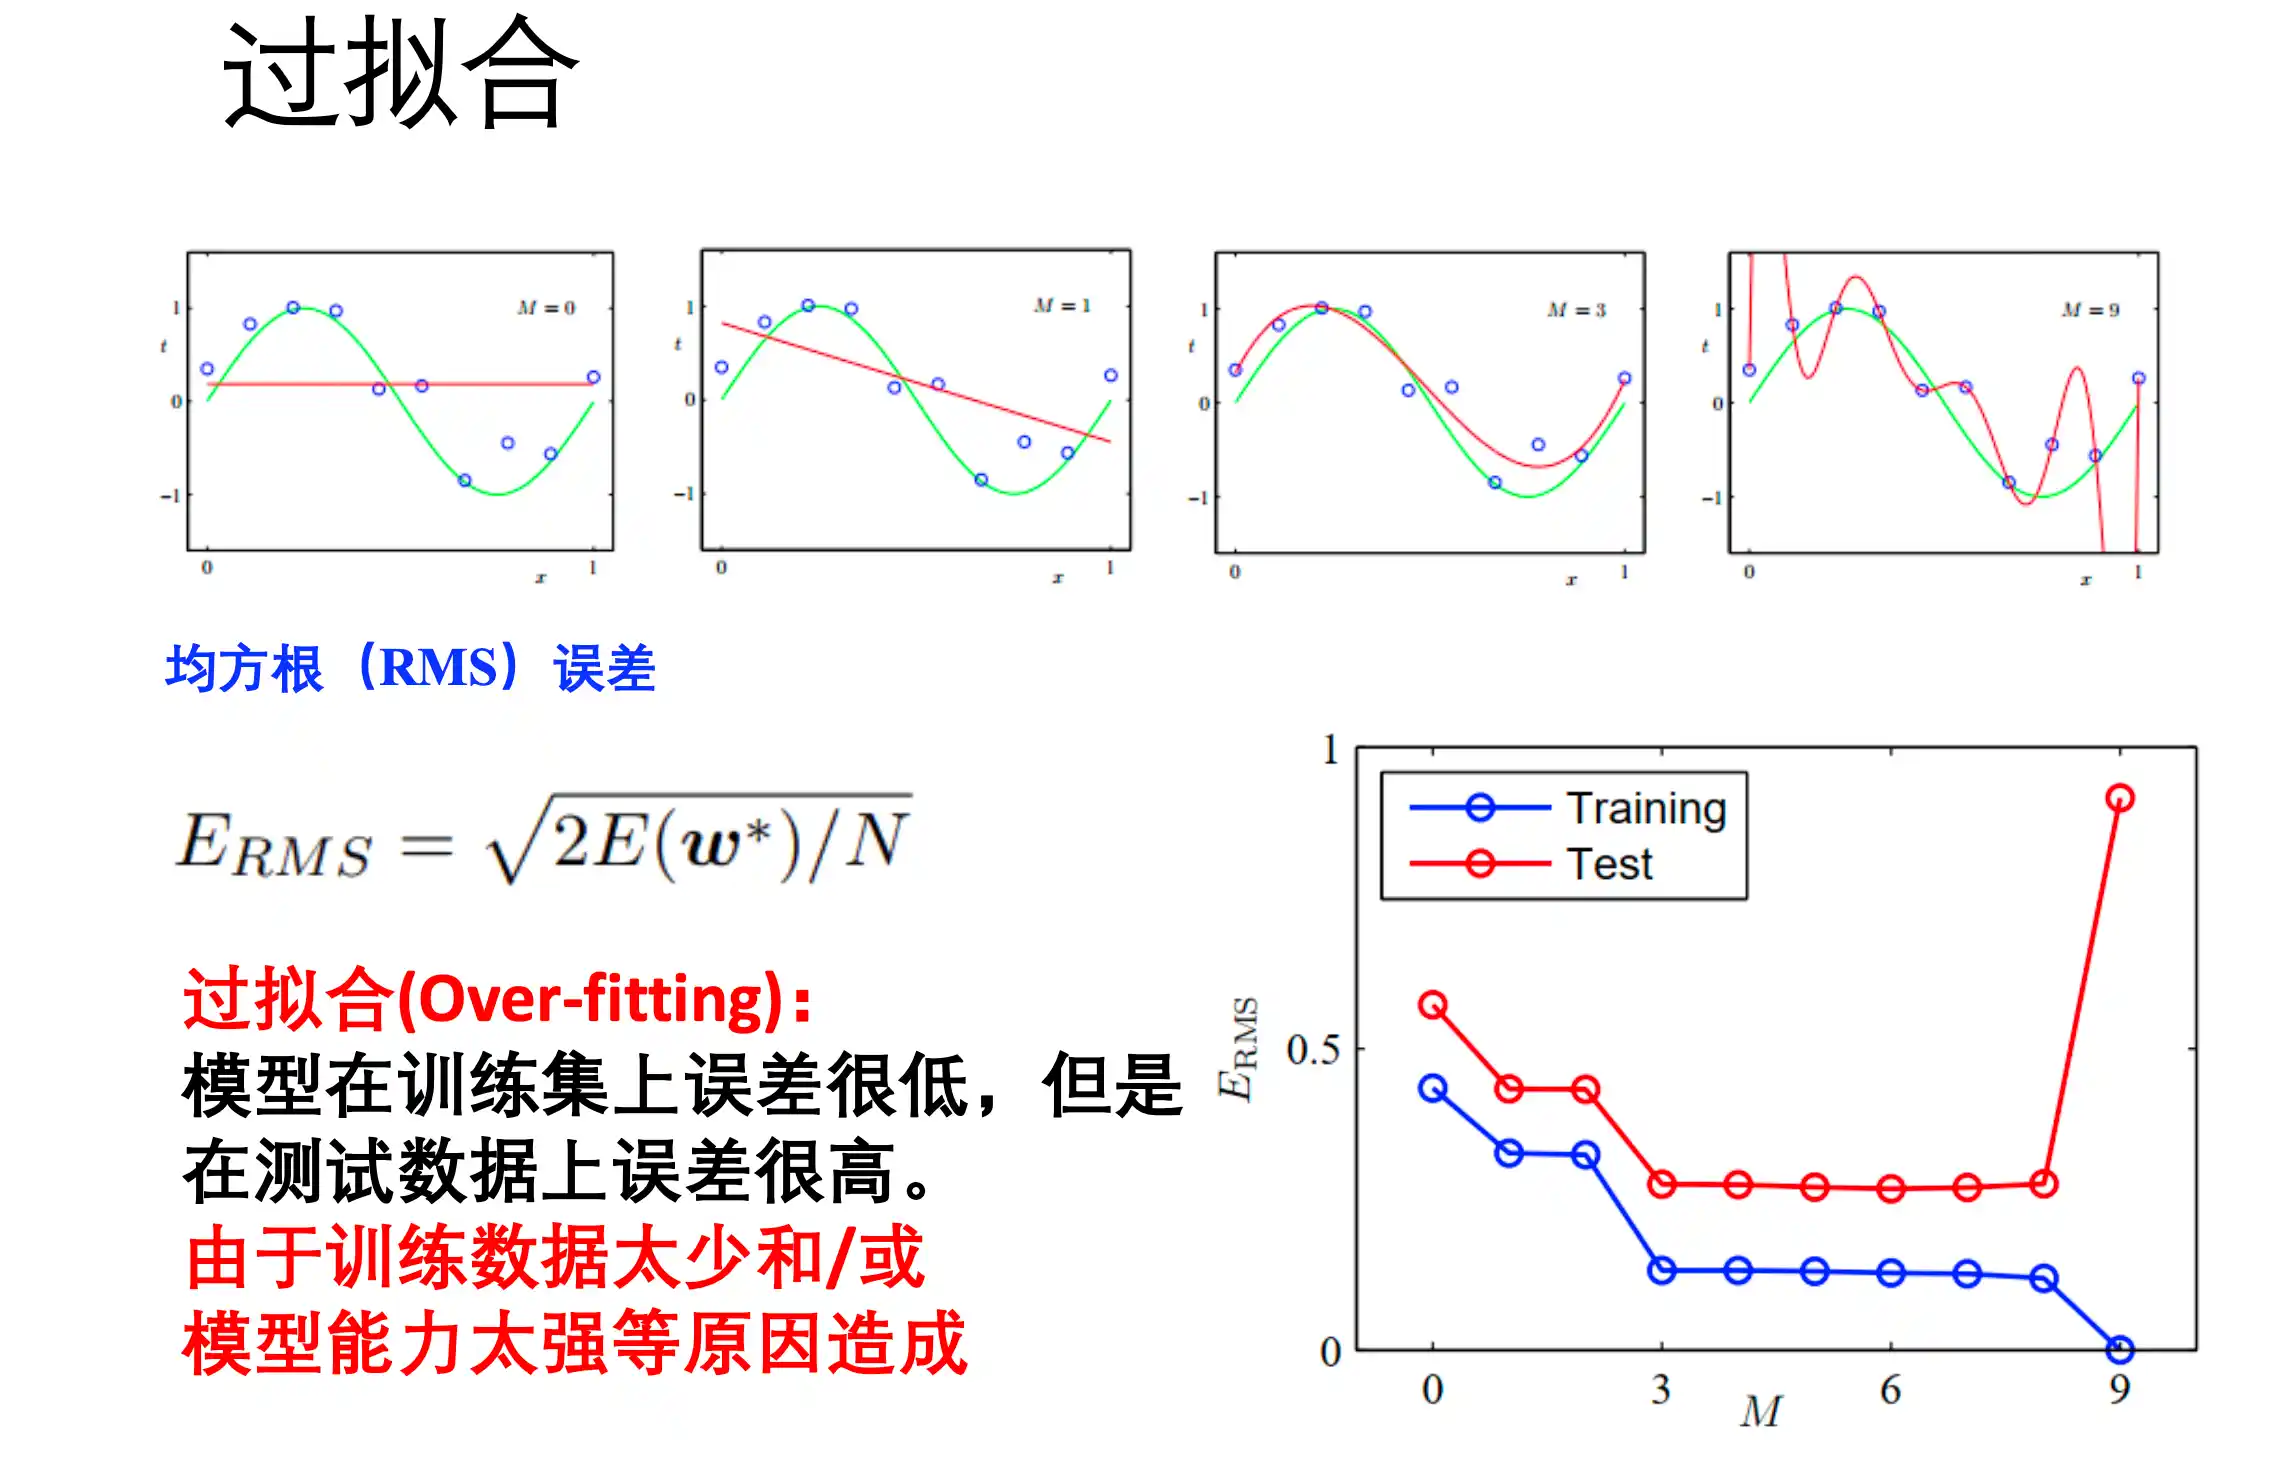 过拟合
M = 0
1
t
0
−1
0
x
1
M = 1
1
t
0
−1
0
x
1
M = 3
1
t
0
−1
0
x
1
M = 9
1
t
0
−1
0
x
1
均方根（RMS）误差
E_{RMS} = √2E(w*)/N
过拟合(Over-fitting)：
模型在训练集上误差很低，但是
在测试数据上误差很高。
由于训练数据太少和/或
模型能力太强等原因造成
1
Training
Test
E_{RMS}
0.5
0
0
3
6
9
M